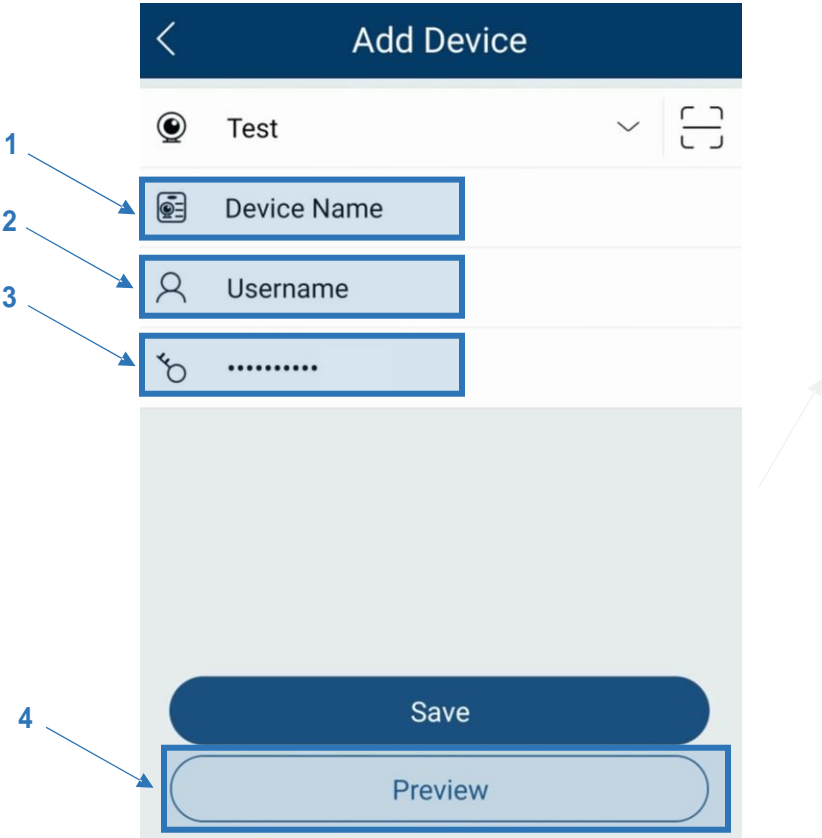 Add Device
Test
1
Device Name
2
Username
3
••••••••••
Save
4
Preview